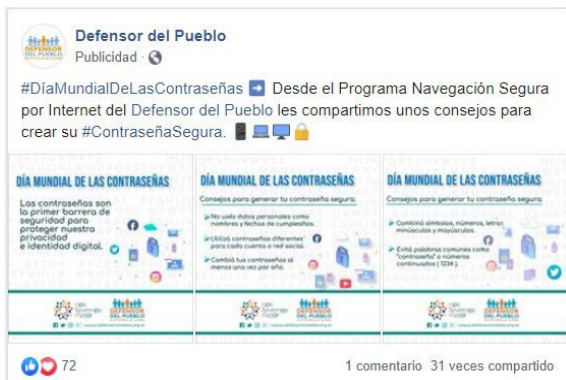 Defensor del Pueblo
Publicidad ·
#DíaMundialDeLasContraseñas Desde el Programa Navegación Segura
por Internet del Defensor del Pueblo les compartimos unos consejos para
crear su #ContraseñaSegura.
DÍA MUNDIAL DE LAS CONTRASEÑAS
Las contraseñas son
la primer barrera de
seguridad para
proteger nuestra
privacidad
e identidad digital.
DEFENSOR
DEL PUEBLO
DÍA MUNDIAL DE LAS CONTRASEÑAS
Consejos para generar tu contraseña segura:
No usés datos personales como
nombres y fechas de cumpleaños.
Utilizá contraseñas diferentes
para cada cuenta o red social.
Cambiá tus contraseñas al
menos una vez por año.
DEFENSOR
DEL PUEBLO
DÍA MUNDIAL DE LAS CONTRASEÑAS
Consejos para generar tu contraseña segura:
Combiná símbolos, números, letras
minúsculas y mayúsculas.
Evitá palabras comunes como
"contraseña" o números
continuados ( 1234 ).
DEFENSOR
DEL PUEBLO
72
1 comentario 31 veces compartido